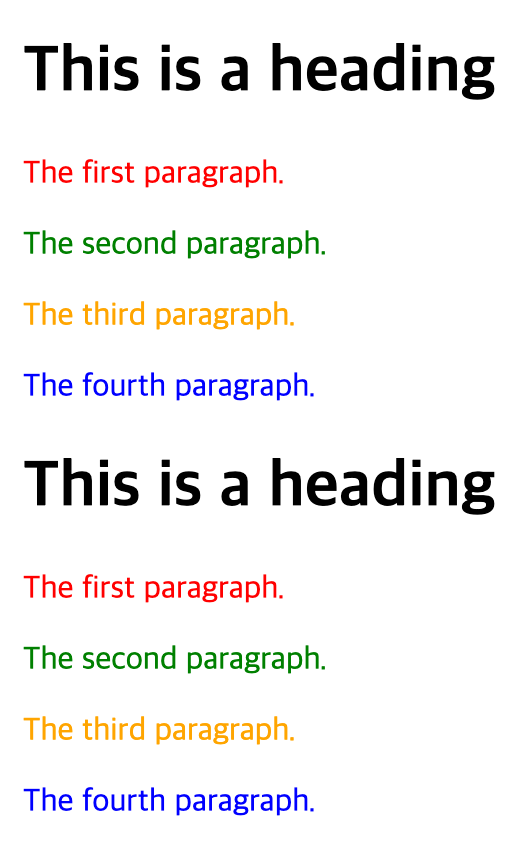 This is a heading
The first paragraph.
The second paragraph.
The third paragraph.
The fourth paragraph.
This is a heading
The first paragraph.
The second paragraph.
The third paragraph.
The fourth paragraph.